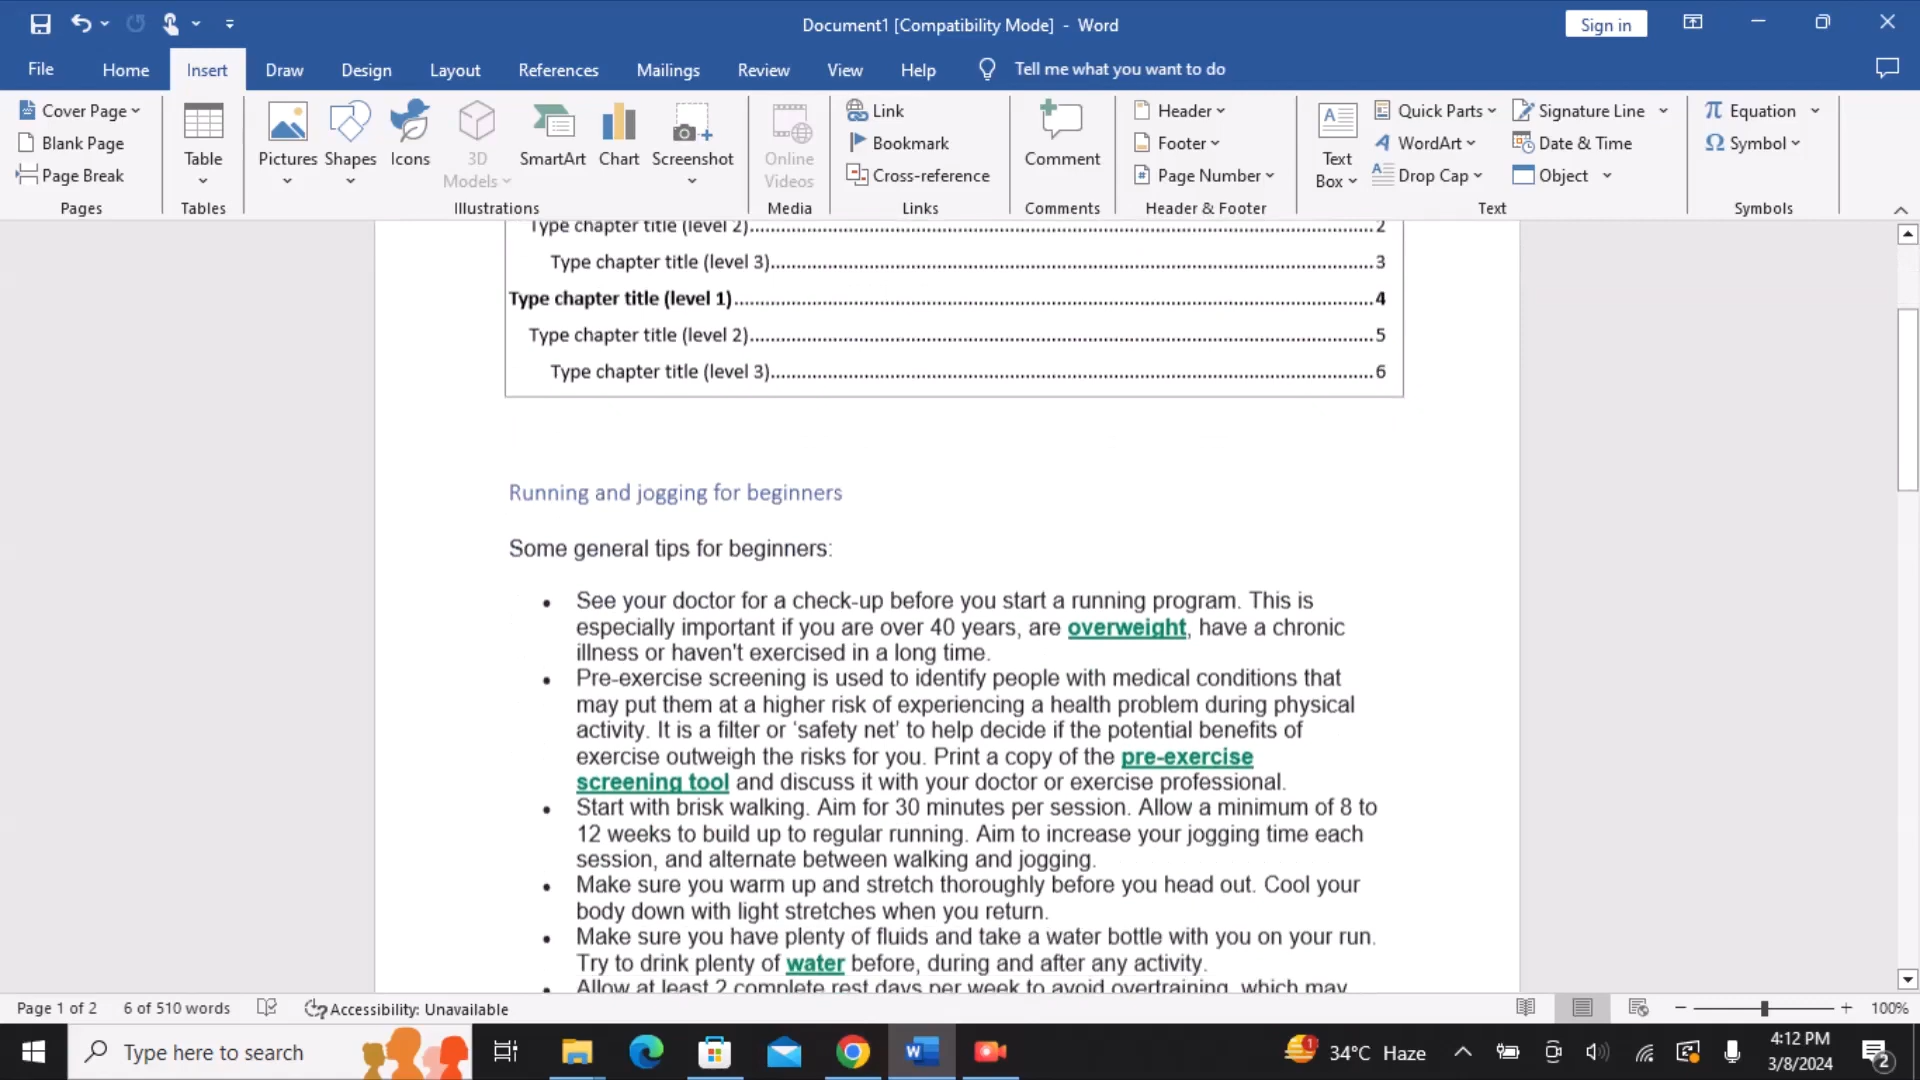 Document1 [Compatibility Mode] - Word
Sign in
File
Home
Insert
Draw
Design
Layout
References
Mailings
Review
View
Help
Tell me what you want to do
Cover Page
Blank Page
Page Break
Pages
Table
Tables
Pictures
Shapes
Icons
3D Models
SmartArt
Chart
Screenshot
Illustrations
Online Videos
Media
Link
Bookmark
Cross-reference
Links
Comment
Comments
Header
Footer
Page Number
Header & Footer
Text Box
Quick Parts
WordArt
Drop Cap
Signature Line
Date & Time
Object
Text
Equation
Symbol
Symbols
Type chapter title (level 2)....................2
Type chapter title (level 3)....................3
Type chapter title (level 1)....................4
Type chapter title (level 2)....................5
Type chapter title (level 3)....................6
Running and jogging for beginners
Some general tips for beginners:
• See your doctor for a check-up before you start a running program. This is
especially important if you are over 40 years, are overweight, have a chronic
illness or haven't exercised in a long time.
• Pre-exercise screening is used to identify people with medical conditions that
may put them at a higher risk of experiencing a health problem during physical
activity. It is a filter or ‘safety net’ to help decide if the potential benefits of
exercise outweigh the risks for you. Print a copy of the pre-exercise
screening tool and discuss it with your doctor or exercise professional.
• Start with brisk walking. Aim for 30 minutes per session. Allow a minimum of 8 to
12 weeks to build up to regular running. Aim to increase your jogging time each
session, and alternate between walking and jogging.
• Make sure you warm up and stretch thoroughly before you head out. Cool your
body down with light stretches when you return.
• Make sure you have plenty of fluids and take a water bottle with you on your run.
Try to drink plenty of water before, during and after any activity.
• Allow at least 2 complete rest days per week to avoid overtraining, which may
Page 1 of 2
6 of 510 words
Accessibility: Unavailable
100%
Type here to search
34°C Haze
4:12 PM
3/8/2024
2